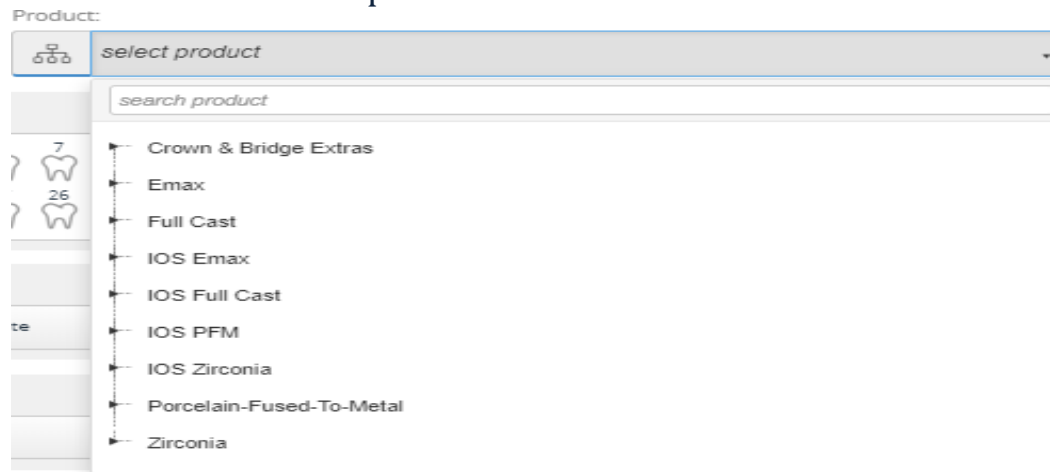 Product:
select product
search product
7
26
Crown & Bridge Extras
Emax
Full Cast
IOS Emax
IOS Full Cast
te
IOS PFM
IOS Zirconia
Porcelain-Fused-To-Metal
Zirconia